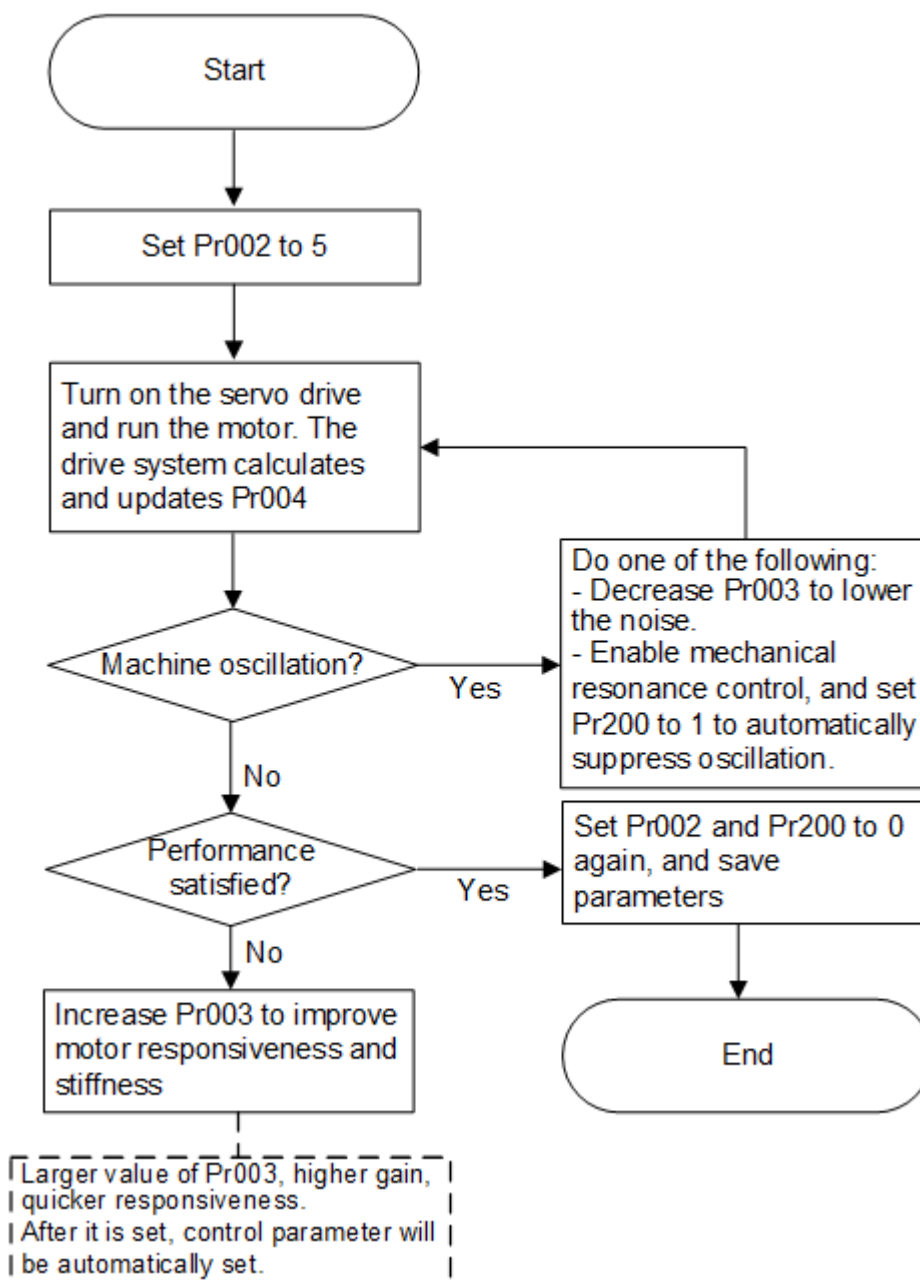 Start
Set Pr002 to 5
Turn on the servo drive
and run the motor. The
drive system calculates
and updates Pr004
Do one of the following:
- Decrease Pr003 to lower
the noise.
- Enable mechanical
resonance control, and set
Pr200 to 1 to automatically
suppress oscillation.
Machine oscillation?
Yes
No
Performance
satisfied?
Yes
Set Pr002 and Pr200 to 0
again, and save
parameters
No
Increase Pr003 to improve
motor responsiveness and
stiffness
End
Larger value of Pr003, higher gain,
quicker responsiveness.
After it is set, control parameter will
be automatically set.